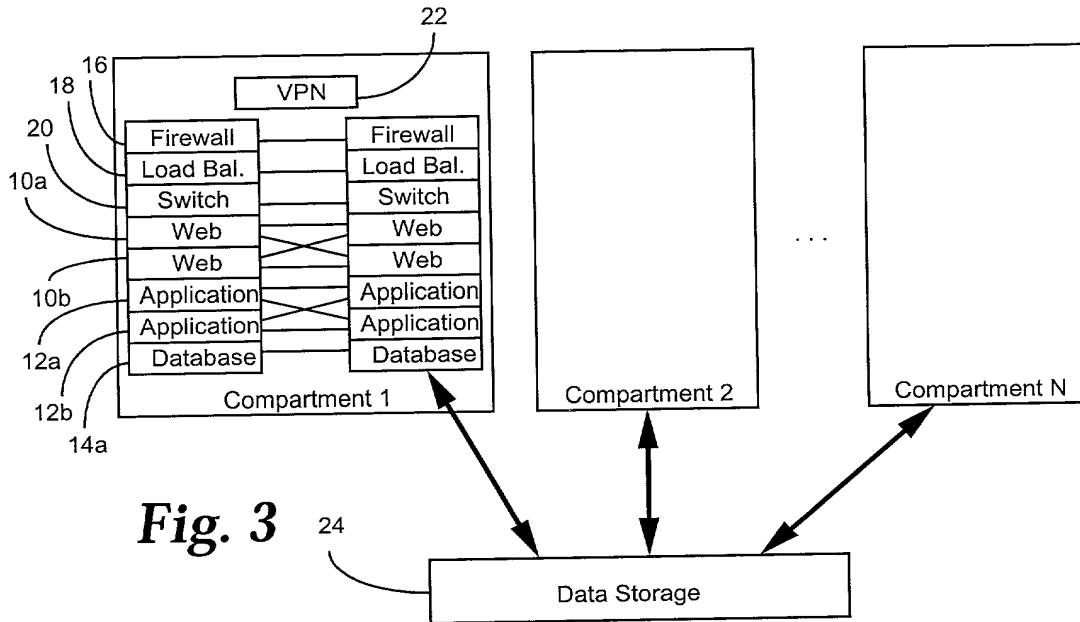 22
16
18
20
10a
10b
12a
12b
14a
VPN
Firewall
Load Bal.
Switch
Web
Web
Application
Application
Database
Firewall
Load Bal.
Switch
Web
Web
Application
Application
Database
Compartment 1
Compartment 2
. . .
Compartment N
Fig. 3
24
Data Storage